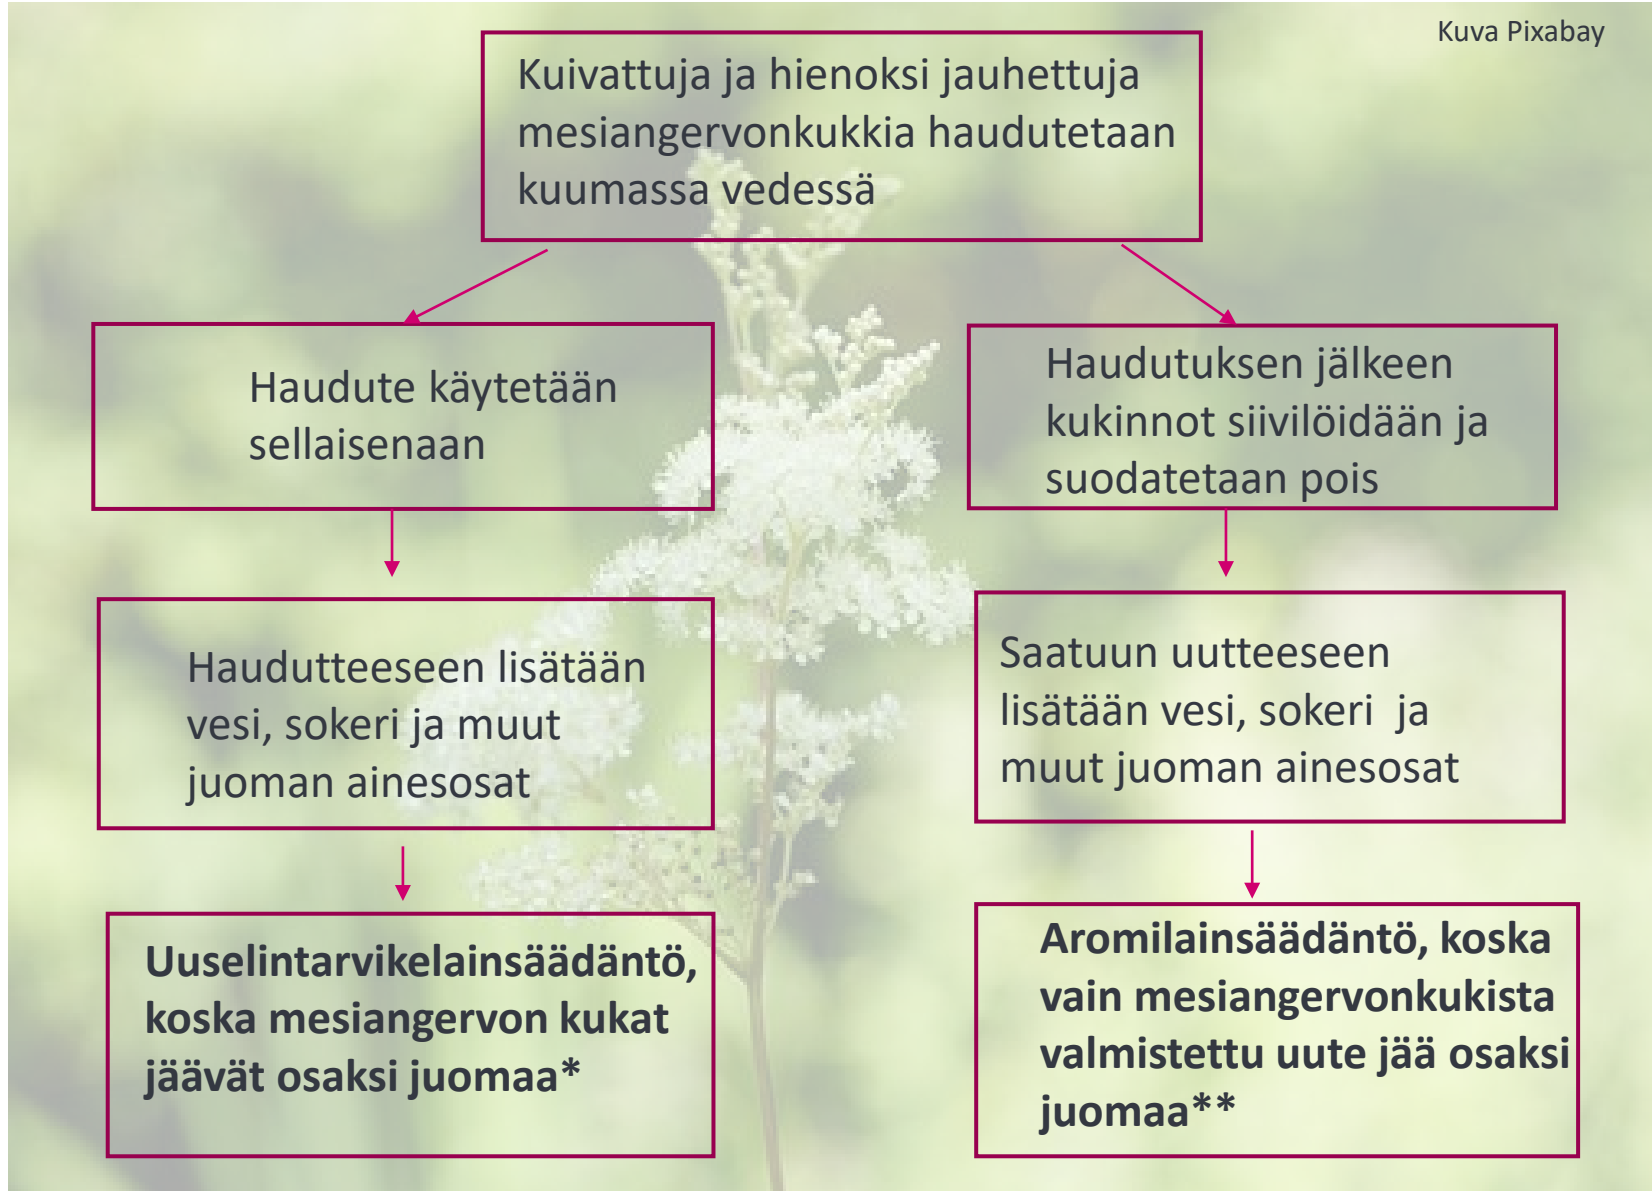 Kuva Pixabay
Kuivattuja ja hienoksi jauhettuja
mesiangervonkukkia haudutetaan
kuumassa vedessä
Haudute käytetään
sellaisenaan
Haudutuksen jälkeen
kukinnot siivilöidään ja
suodatetaan pois
Haudutteeseen lisätään
vesi, sokeri ja muut
juoman ainesosat
Saatuun uutteeseen
lisätään vesi, sokeri ja
muut juoman ainesosat
Uuselintarvikelainsäädäntö,
koska mesiangervon kukat
jäävät osaksi juomaa*
Aromilainsäädäntö, koska
vain mesiangervonkukista
valmistettu uute jää osaksi
juomaa**